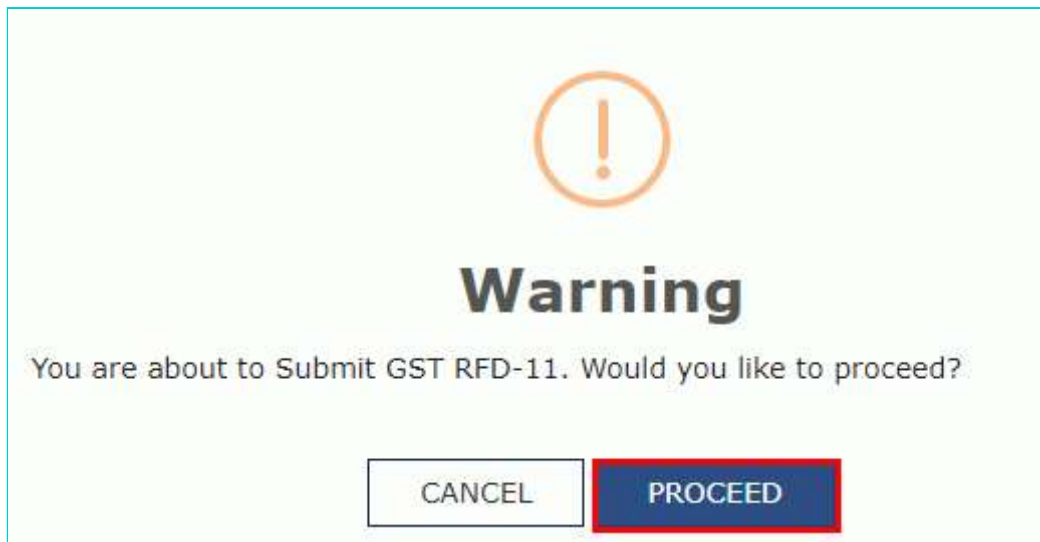 Warning
You are about to Submit GST RFD-11. Would you like to proceed?
CANCEL PROCEED